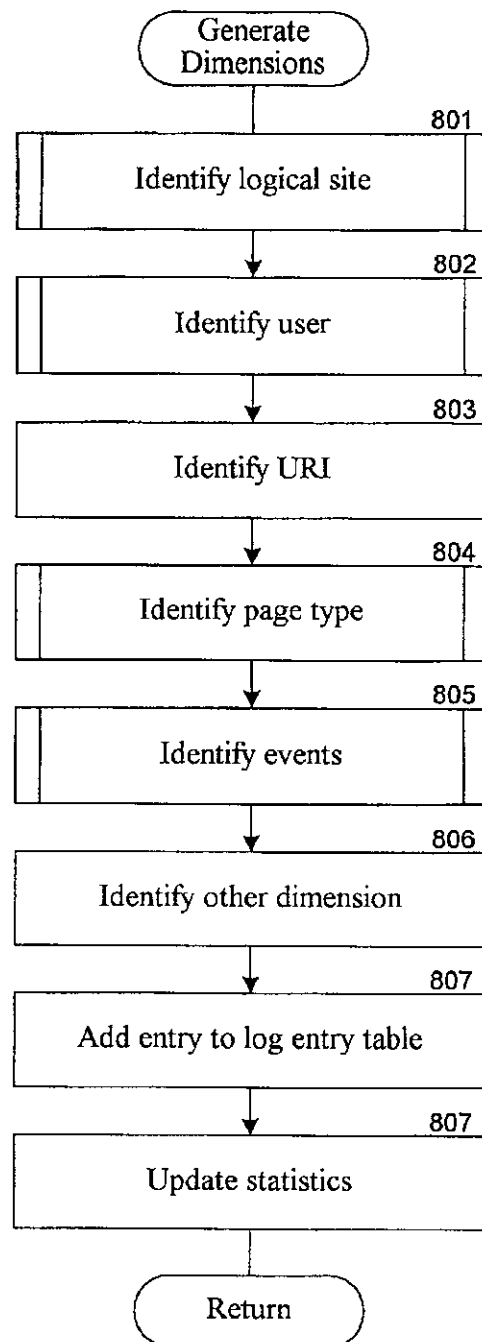 Generate
Dimensions
801
Identify logical site
802
Identify user
803
Identify URI
804
Identify page type
805
Identify events
806
Identify other dimension
807
Add entry to log entry table
807
Update statistics
Return